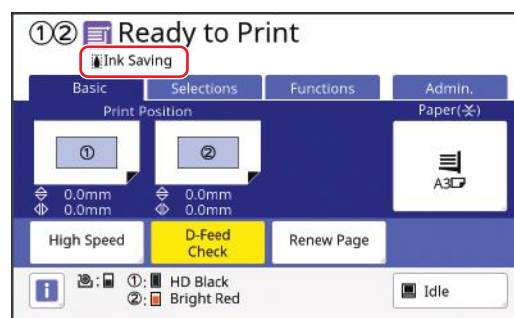 ①② Ready to Print
Ink Saving
Basic Selections Functions Admin.
Print Position Paper(
① ②
0.0mm 0.0mm
0.0mm 0.0mm
A3
High Speed D-Feed Check Renew Page
i ①: HD Black
②: Bright Red
Idle